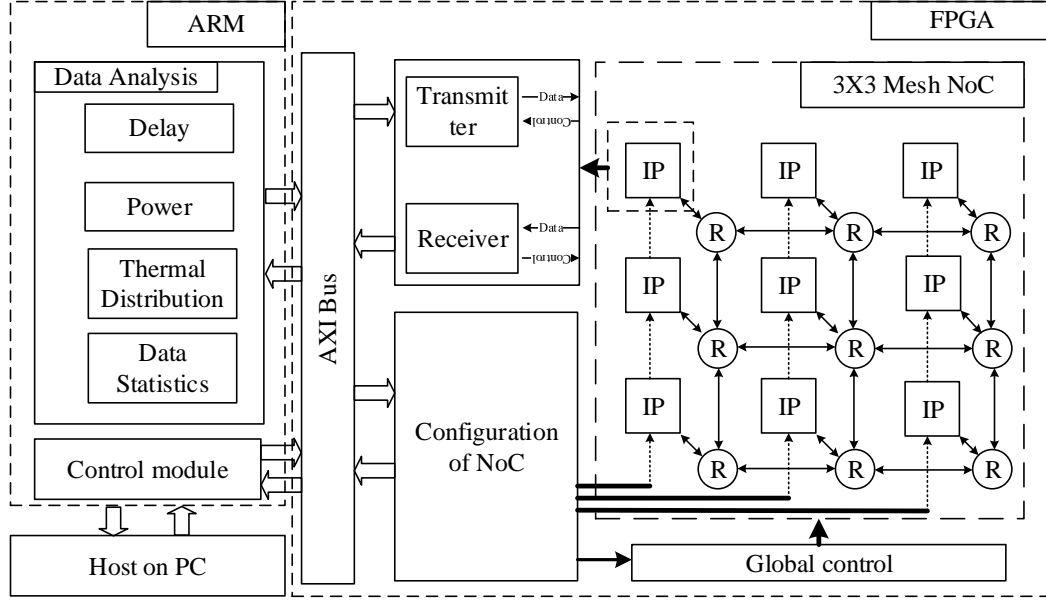 ARM
FPGA
Data Analysis
Delay
Power
Thermal
Distribution
Data
Statistics
Control module
Host on PC
AXI Bus
Transmit
ter
Data
Control
Receiver
Data
Control
Configuration
of NoC
3X3 Mesh NoC
IP
IP
IP
R
R
R
IP
IP
IP
R
R
R
IP
IP
IP
R
R
R
Global control